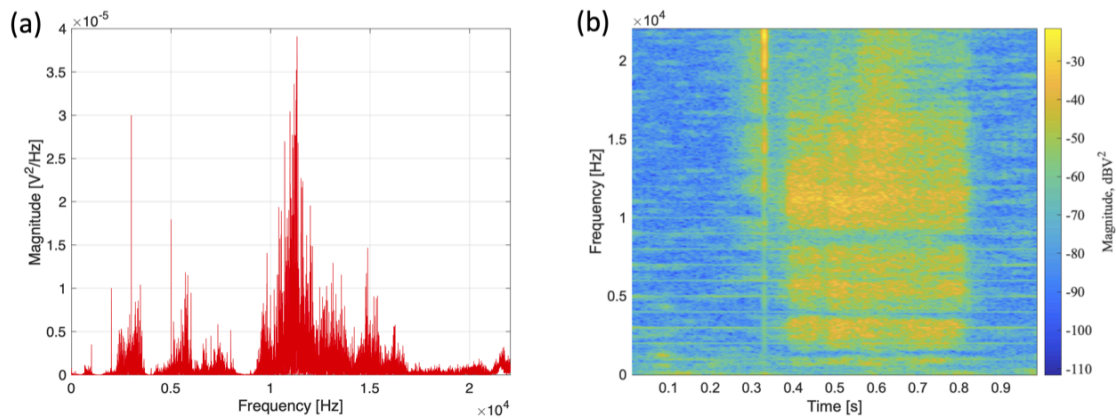 (a)
×10⁻⁵
4
3.5
3
2.5
2
1.5
1
0.5
0
Magnitude [V²/Hz]
0 0.5 1 1.5 2
Frequency [Hz]
×10⁴
(b)
×10⁴
2
1.5
1
0.5
0
Frequency [Hz]
0.1 0.2 0.3 0.4 0.5 0.6 0.7 0.8 0.9
Time [s]
-30
-40
-50
-60
-70
-80
-90
-100
-110
Magnitude, dBV²